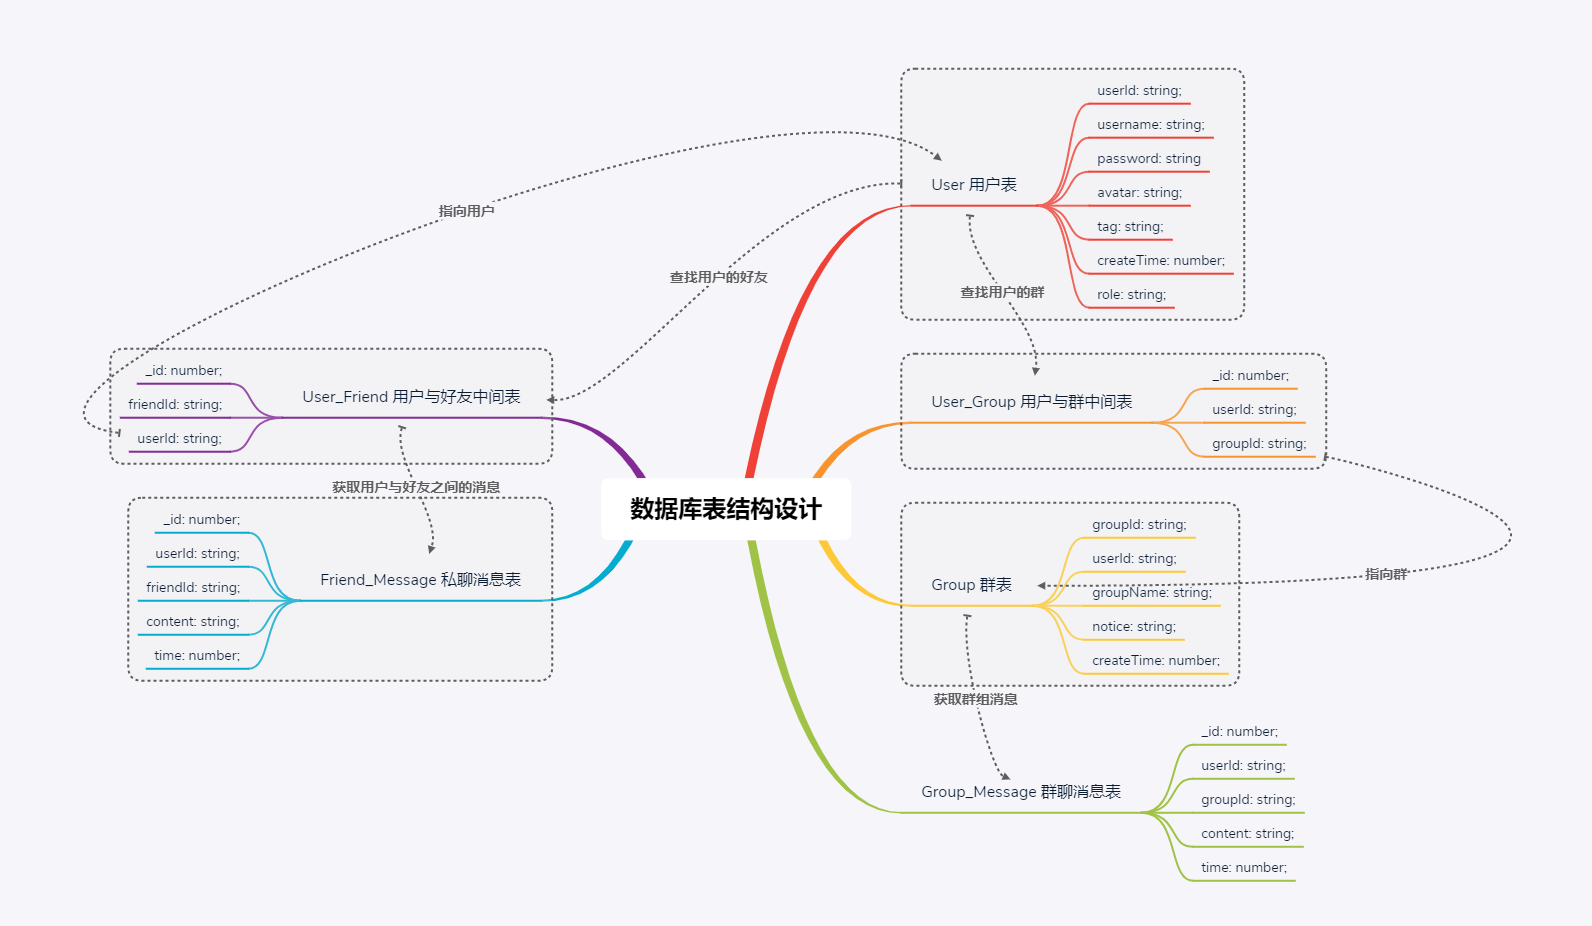 数据库表结构设计
User 用户表
userId: string;
username: string;
password: string
avatar: string;
tag: string;
createTime: number;
role: string;
指向用户
查找用户的好友
查找用户的群
User_Friend 用户与好友中间表
_id: number;
friendId: string;
userId: string;
User_Group 用户与群中间表
_id: number;
userId: string;
groupId: string;
获取用户与好友之间的消息
Friend_Message 私聊消息表
_id: number;
userId: string;
friendId: string;
content: string;
time: number;
Group 群表
groupId: string;
userId: string;
groupName: string;
notice: string;
createTime: number;
指向群
获取群组消息
Group_Message 群聊消息表
_id: number;
userId: string;
groupId: string;
content: string;
time: number;